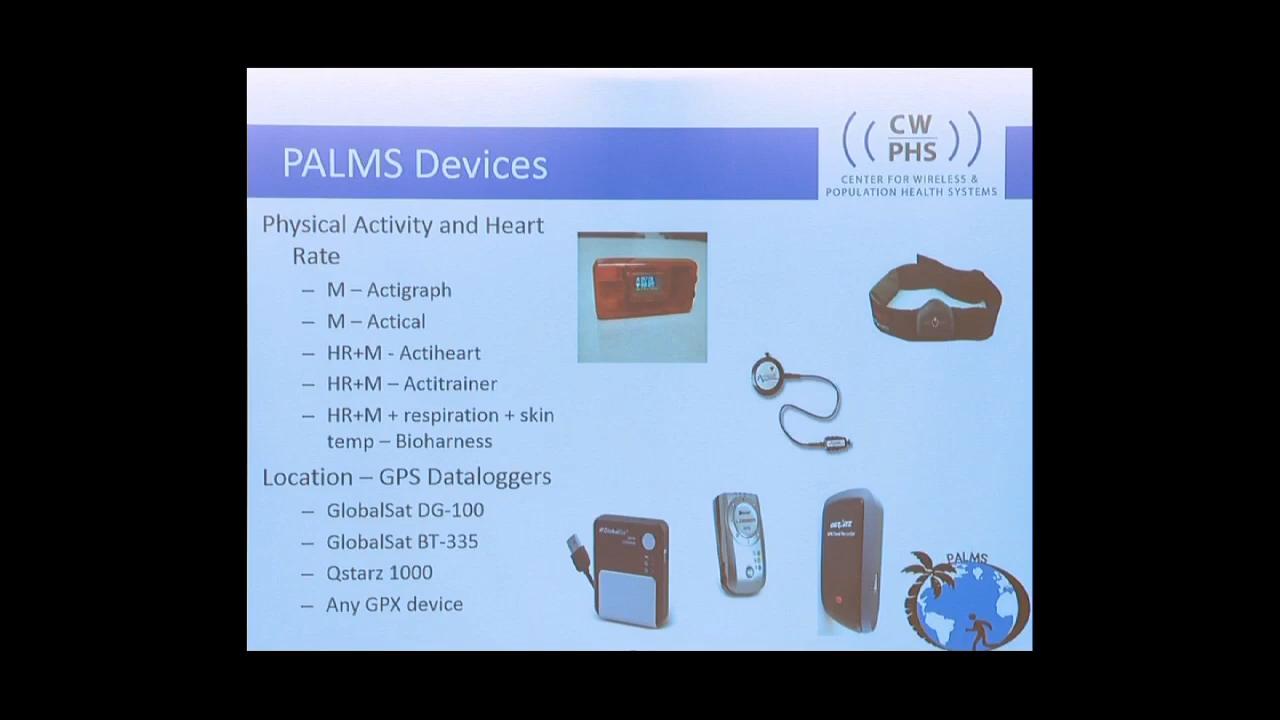 PALMS Devices
CW
PHS
CENTER FOR WIRELESS &
POPULATION HEALTH SYSTEMS
Physical Activity and Heart
Rate
– M – Actigraph
– M – Actical
– HR+M - Actiheart
– HR+M – Actitrainer
– HR+M + respiration + skin
temp – Bioharness
Location – GPS Dataloggers
– GlobalSat DG-100
– GlobalSat BT-335
– Qstarz 1000
– Any GPX device
GlobalSat
PALMS